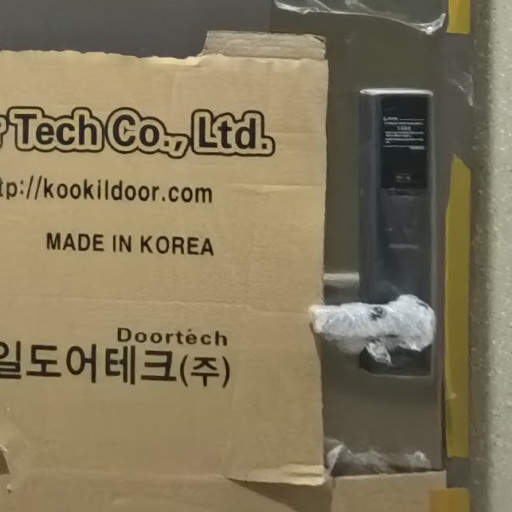 Tech Co., Ltd.
tp://kookildoor.com
MADE IN KOREA
Doortech
일도어테크(주)